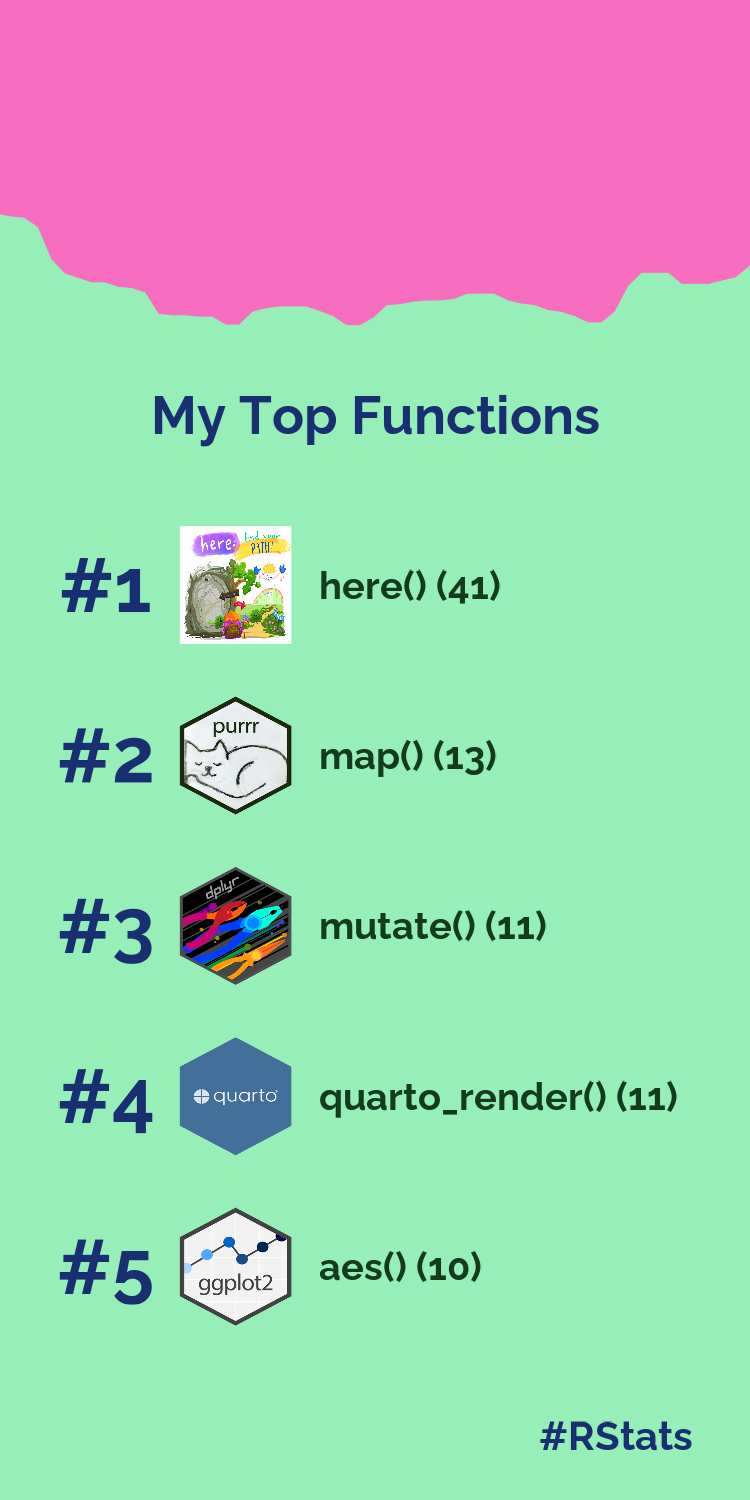 My Top Functions
#1
here:
find your
PATH!
here() (41)
#2
purrr
map() (13)
#3
dplyr
mutate() (11)
#4
quarto
quarto_render() (11)
#5
ggplot2
aes() (10)
#RStats